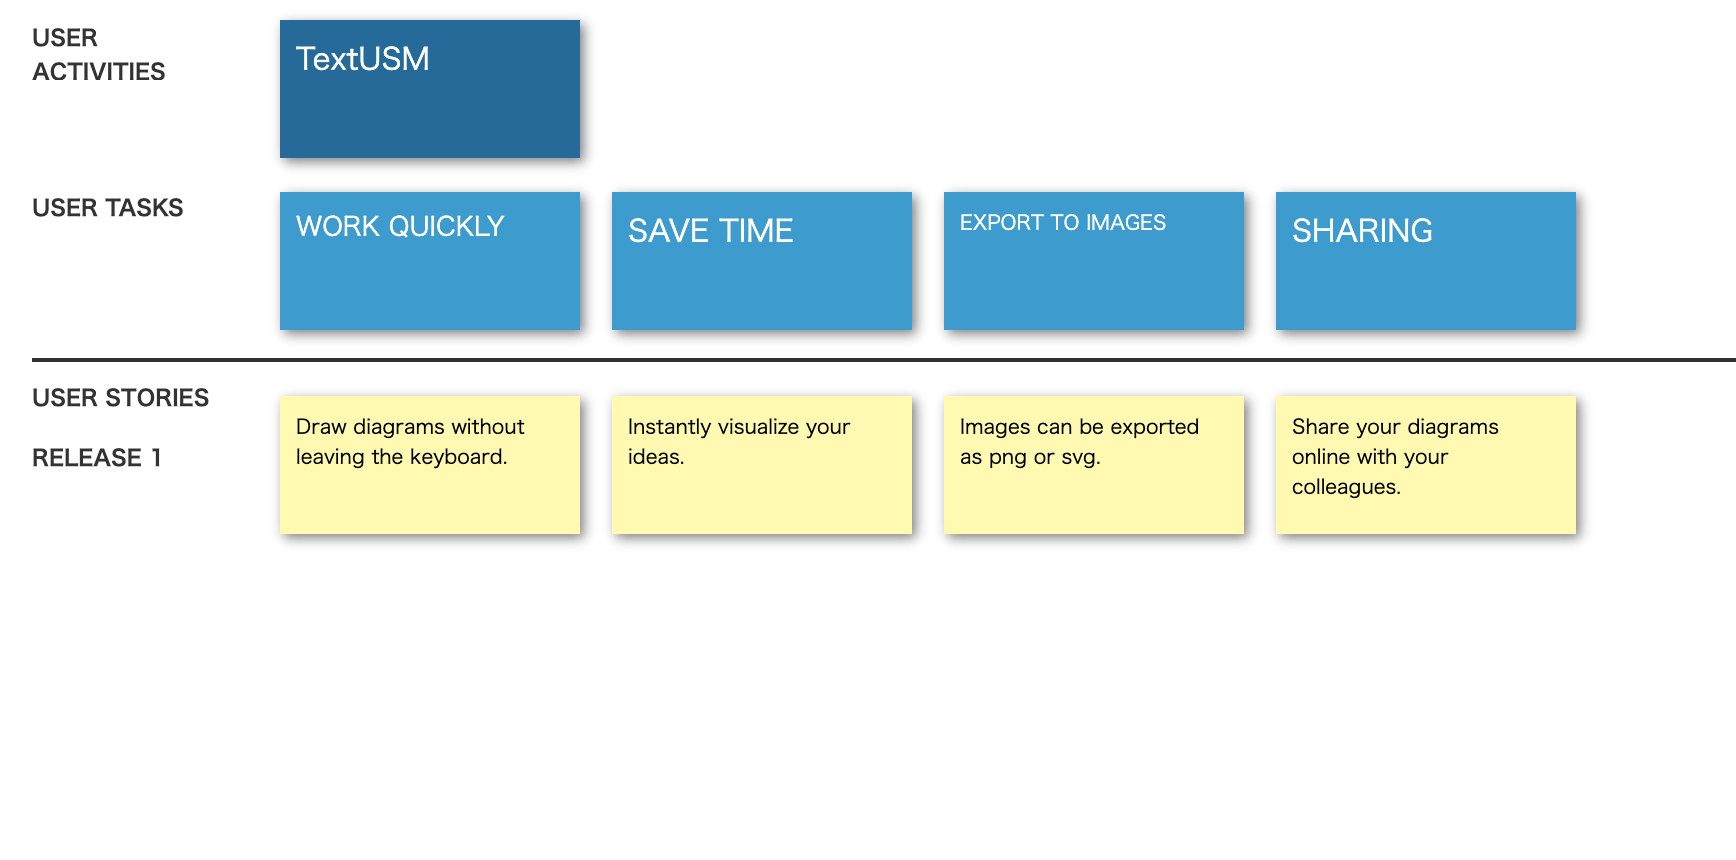 USER
ACTIVITIES
TextUSM
USER TASKS
WORK QUICKLY
SAVE TIME
EXPORT TO IMAGES
SHARING
USER STORIES
RELEASE 1
Draw diagrams without
leaving the keyboard.
Instantly visualize your
ideas.
Images can be exported
as png or svg.
Share your diagrams
online with your
colleagues.